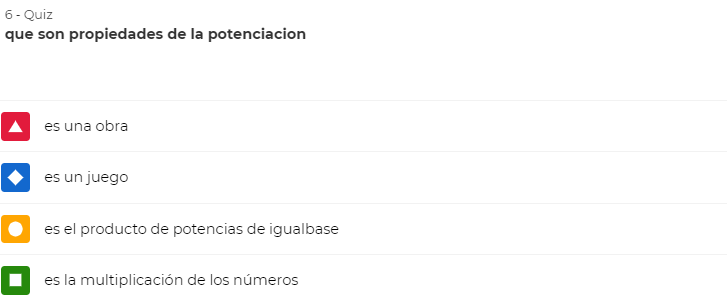 6 - Quiz
que son propiedades de la potenciacion
es una obra
es un juego
es el producto de potencias de igualbase
es la multiplicación de los números